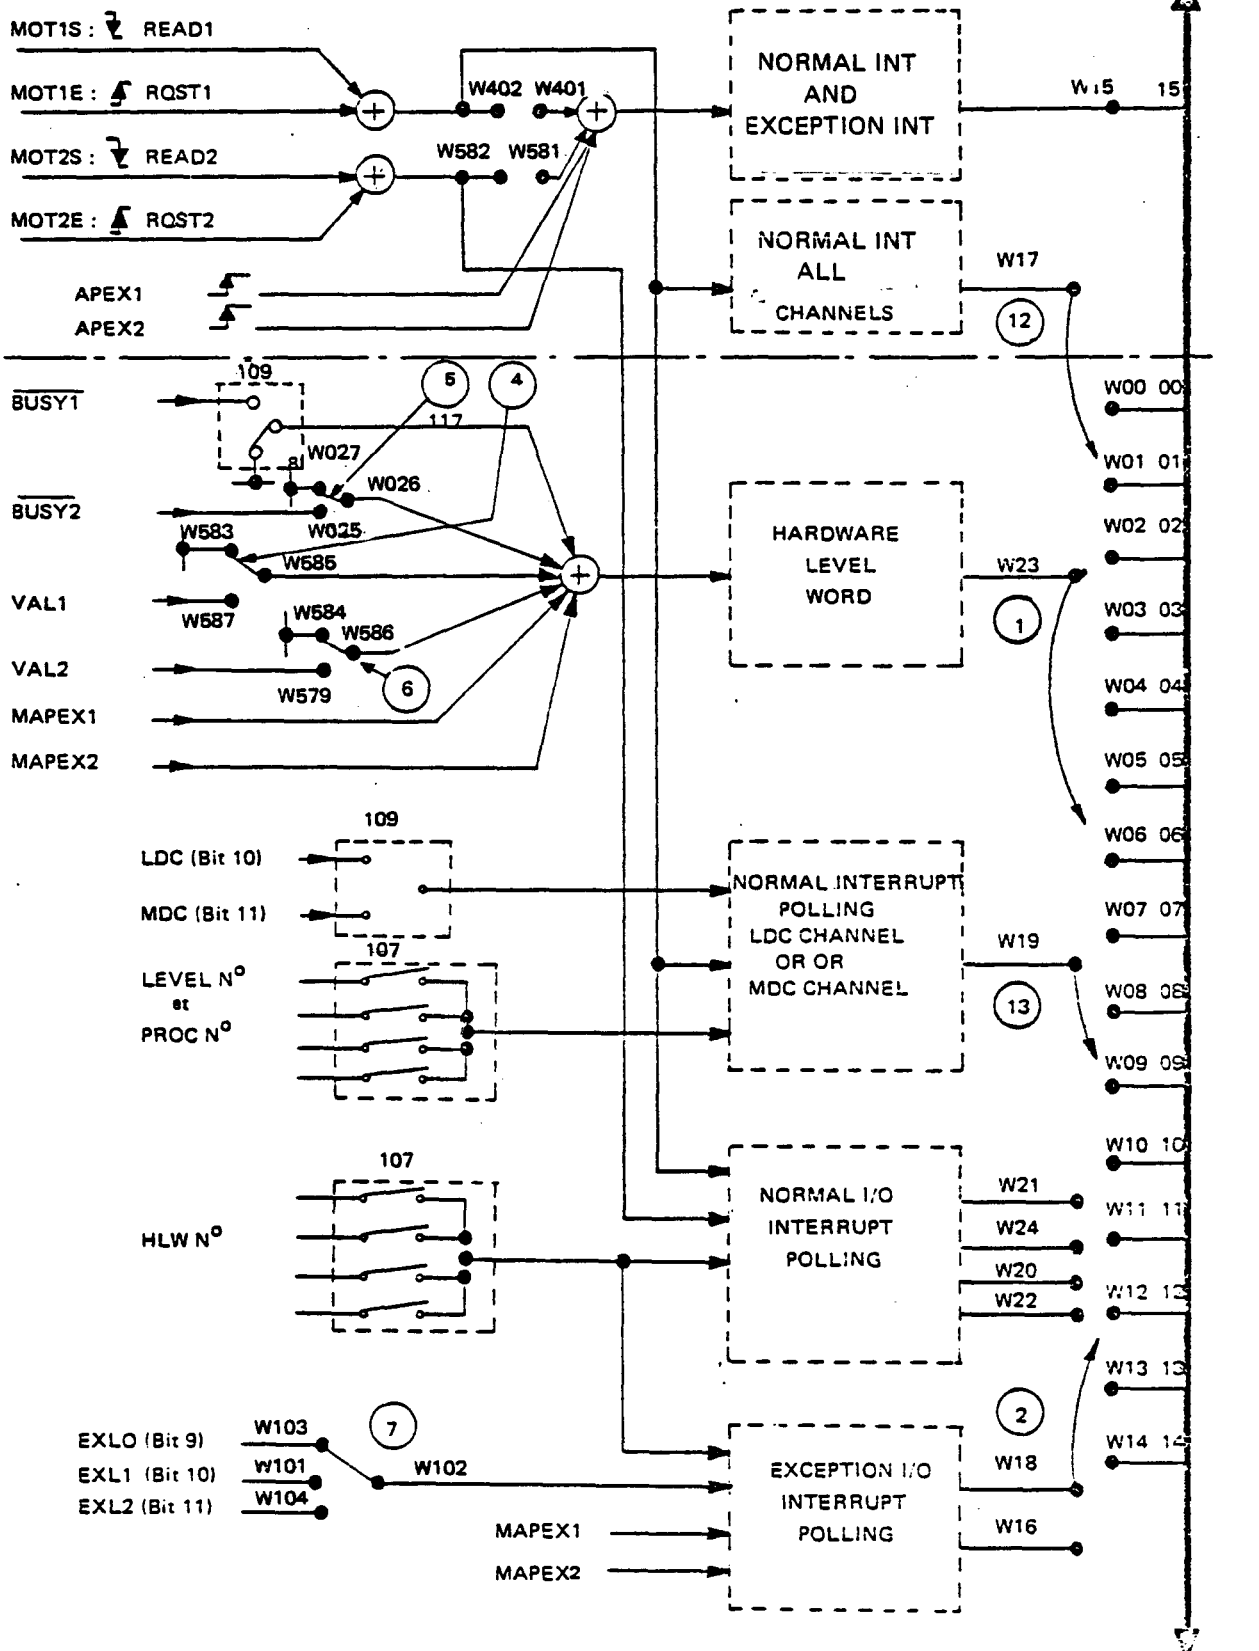 MOT1S : READ1
MOT1E : RQST1
MOT2S : READ2
MOT2E : RQST2
APEX1
APEX2
W402 W401
W582 W581
NORMAL INT
AND
EXCEPTION INT
W15 15
NORMAL INT
ALL
CHANNELS
W17
12
109
BUSY1
117
5
4
8
W027
W026
BUSY2
W025
W583
W585
VAL1
W587
W584
W586
VAL2
W579
6
MAPEX1
MAPEX2
HARDWARE
LEVEL
WORD
W23
1
W00 00
W01 01
W02 02
W03 03
W04 04
W05 05
W06 06
W07 07
W08 08
W09 09
W10 10
W11 11
W12 12
W13 13
W14 14
109
LDC (Bit 10)
MDC (Bit 11)
107
LEVEL N°
et
PROC N°
NORMAL INTERRUPT
POLLING
LDC CHANNEL
OR OR
MDC CHANNEL
W19
13
107
HLW N°
NORMAL I/O
INTERRUPT
POLLING
W21
W24
W20
W22
EXLO (Bit 9)
W103
7
EXL1 (Bit 10)
W101
W102
EXL2 (Bit 11)
W104
MAPEX1
MAPEX2
EXCEPTION I/O
INTERRUPT
POLLING
2
W18
W16